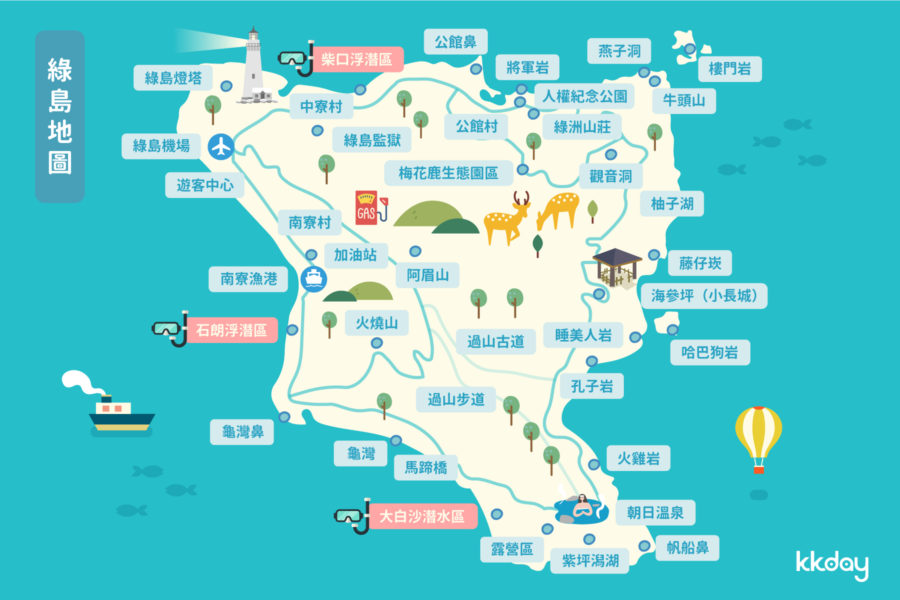 綠島地圖
柴口浮潛區
公館鼻
燕子洞
樓門岩
綠島燈塔
將軍岩
中寮村
人權紀念公園
牛頭山
綠島機場
綠島監獄
公館村
綠洲山莊
遊客中心
梅花鹿生態園區
觀音洞
GAS
柚子湖
南寮村
加油站
南寮漁港
阿眉山
藤仔崁
海參坪（小長城）
石朗浮潛區
火燒山
過山古道
睡美人岩
哈巴狗岩
孔子岩
過山步道
龜灣鼻
龜灣
馬蹄橋
火雞岩
大白沙潛水區
朝日溫泉
露營區
紫坪潟湖
帆船鼻
kkday